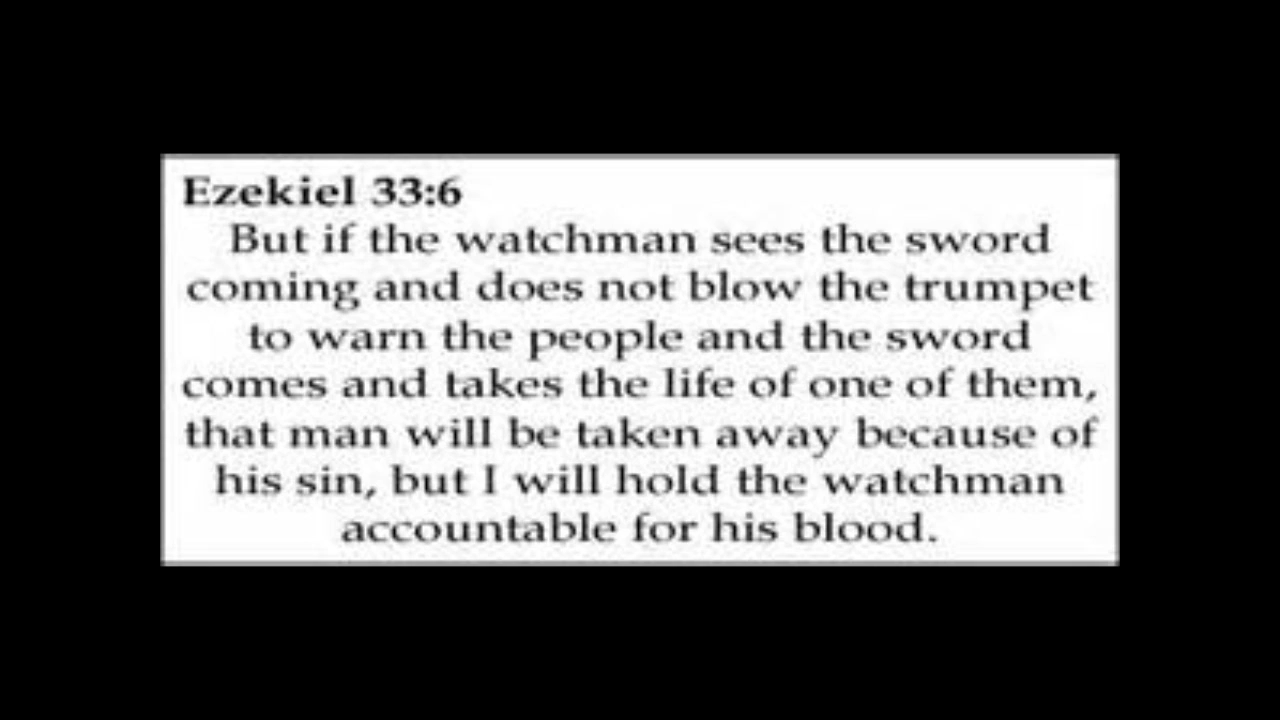 Ezekiel 33:6
But if the watchman sees the sword
coming and does not blow the trumpet
to warn the people and the sword
comes and takes the life of one of them,
that man will be taken away because of
his sin, but I will hold the watchman
accountable for his blood.